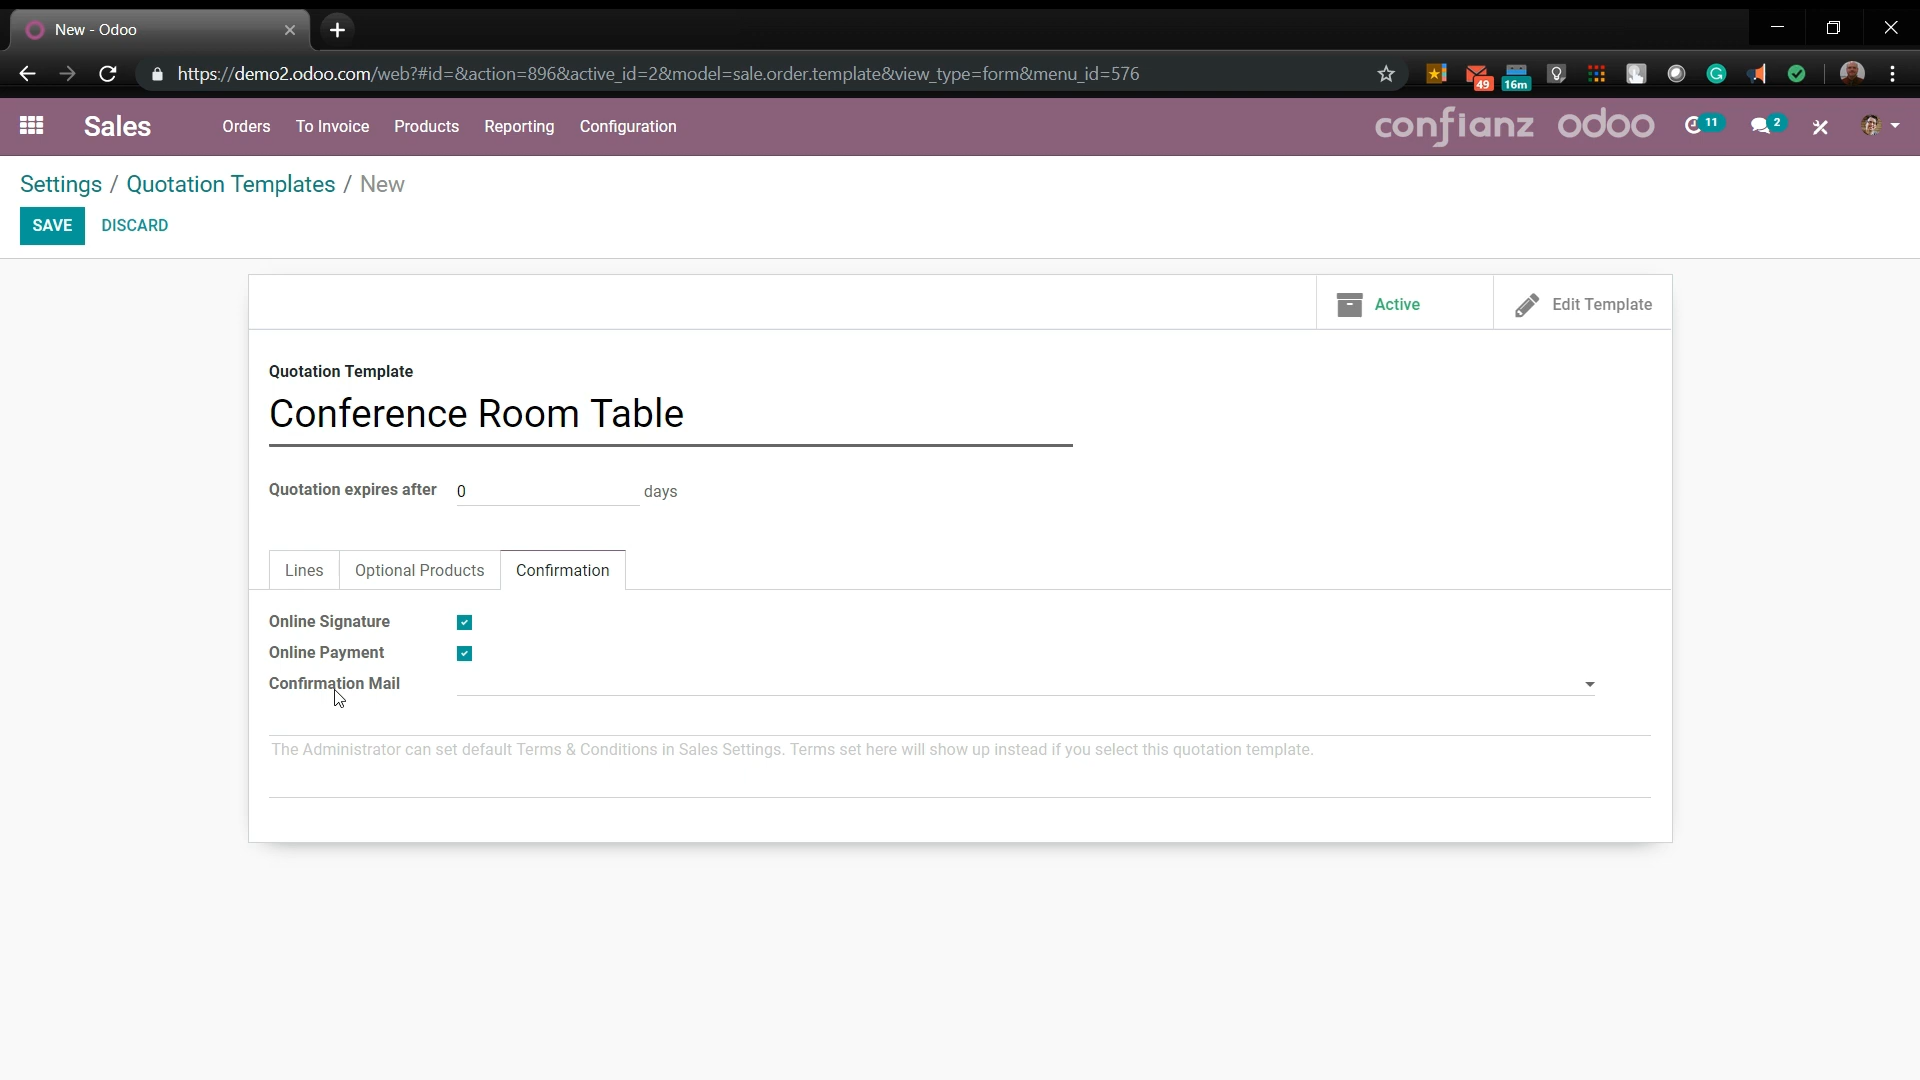 New - Odoo
https://demo2.odoo.com/web?#id=&action=896&active_id=2&model=sale.order.template&view_type=form&menu_id=576
49
16m
Sales
Orders
To Invoice
Products
Reporting
Configuration
confianz odoo
11
2
Settings / Quotation Templates / New
SAVE
DISCARD
Active
Edit Template
Quotation Template
Conference Room Table
Quotation expires after 0 days
Lines
Optional Products
Confirmation
Online Signature
Online Payment
Confirmation Mail
The Administrator can set default Terms & Conditions in Sales Settings. Terms set here will show up instead if you select this quotation template.